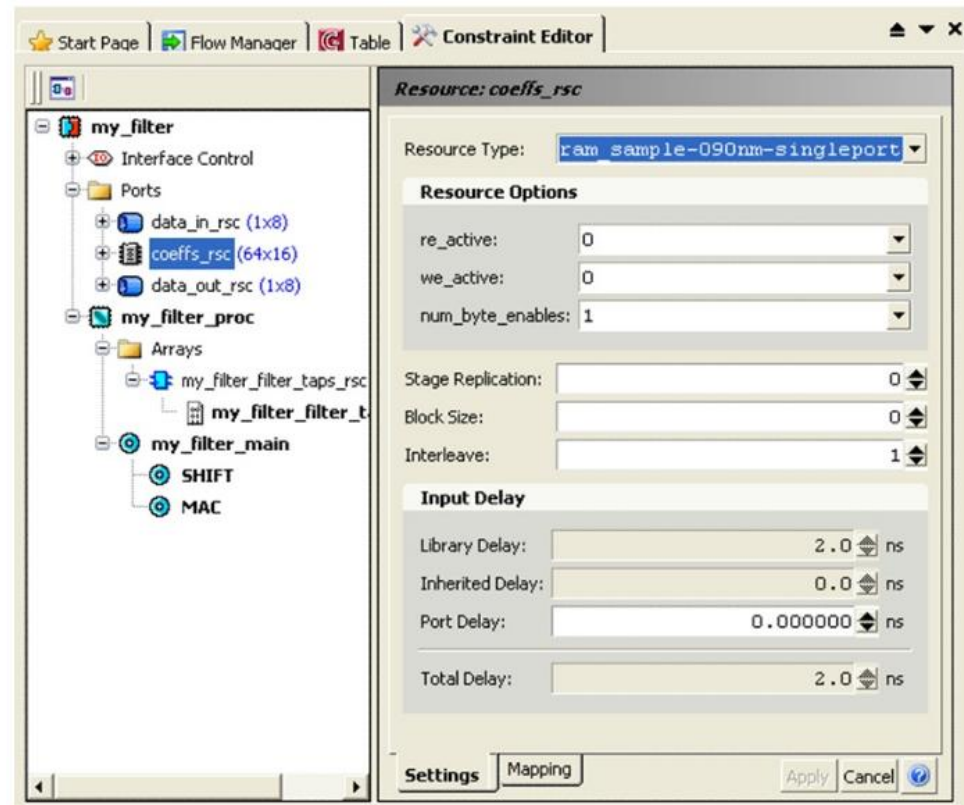 Start Page Flow Manager Table Constraint Editor
Resource: coeffs_rsc
my_filter
Interface Control
Ports
data_in_rsc (1x8)
coeffs_rsc (64x16)
data_out_rsc (1x8)
my_filter_proc
Arrays
my_filter_filter_taps_rsc
my_filter_filter_t
my_filter_main
SHIFT
MAC
Resource Type: ram_sample-090nm-singleport
Resource Options
re_active: 0
we_active: 0
num_byte_enables: 1
Stage Replication: 0
Block Size: 0
Interleave: 1
Input Delay
Library Delay: 2.0 ns
Inherited Delay: 0.0 ns
Port Delay: 0.000000 ns
Total Delay: 2.0 ns
Settings Mapping Apply Cancel